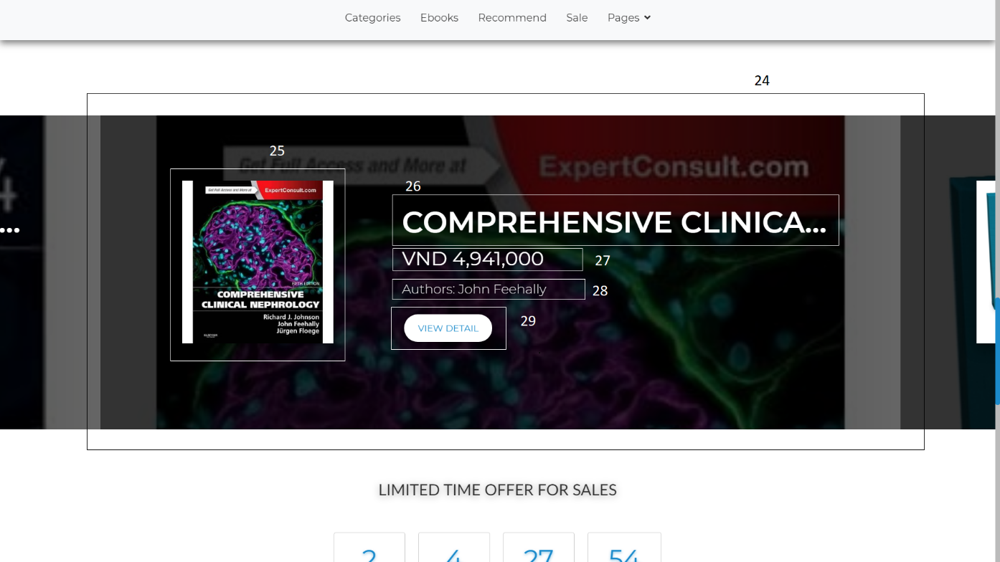 Categories Ebooks Recommend Sale Pages
24
25
Get Full Access and More at
ExpertConsult.com
26
Get Full Access and More at
ExpertConsult.com
COMPREHENSIVE CLINICA...
...
VND 4,941,000
27
Authors: John Feehally
28
FIFTH EDITION
COMPREHENSIVE
CLINICAL NEPHROLOGY
Richard J. Johnson
John Feehally
Jürgen Floege
ELSEVIER
VIEW DETAIL
29
LIMITED TIME OFFER FOR SALES
2 4 27 54